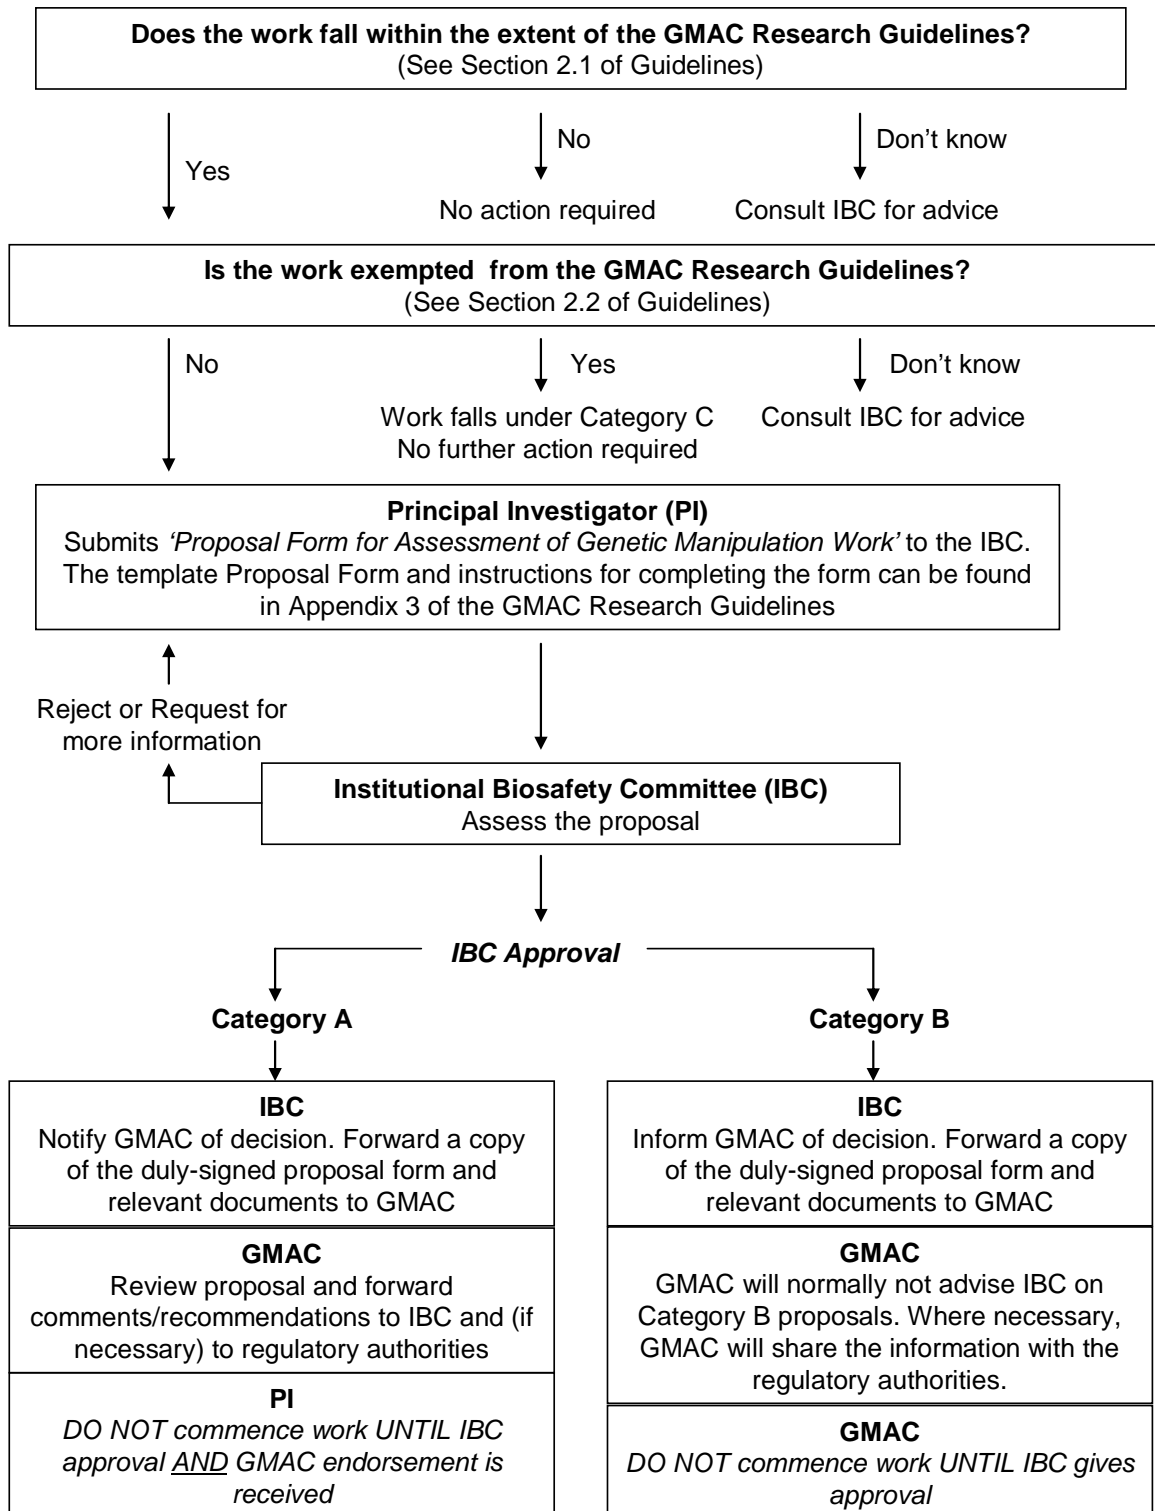 Does the work fall within the extent of the GMAC Research Guidelines?
(See Section 2.1 of Guidelines)
Yes
No
Don’t know
No action required
Consult IBC for advice
Is the work exempted  from the GMAC Research Guidelines?
(See Section 2.2 of Guidelines)
No
Yes
Don’t know
Work falls under Category C
No further action required
Consult IBC for advice
Principal Investigator (PI)
Submits ‘Proposal Form for Assessment of Genetic Manipulation Work’ to the IBC.
The template Proposal Form and instructions for completing the form can be found
in Appendix 3 of the GMAC Research Guidelines
Reject or Request for
more information
Institutional Biosafety Committee (IBC)
Assess the proposal
IBC Approval
Category A
Category B
IBC
Notify GMAC of decision. Forward a copy
of the duly-signed proposal form and
relevant documents to GMAC
GMAC
Review proposal and forward
comments/recommendations to IBC and (if
necessary) to regulatory authorities
PI
DO NOT commence work UNTIL IBC
approval AND GMAC endorsement is
received
IBC
Inform GMAC of decision. Forward a copy
of the duly-signed proposal form and
relevant documents to GMAC
GMAC
GMAC will normally not advise IBC on
Category B proposals. Where necessary,
GMAC will share the information with the
regulatory authorities.
GMAC
DO NOT commence work UNTIL IBC gives
approval